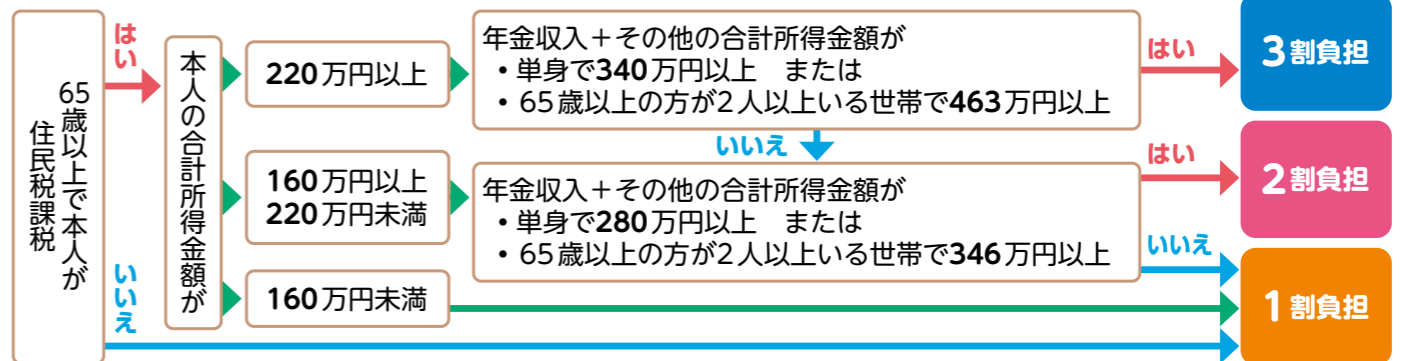 65歳以上で本人が
住民税課税
はい
いいえ
本人の合計所得金額が
220万円以上
160万円以上
220万円未満
160万円未満
年金収入＋その他の合計所得金額が
・単身で340万円以上　または
・65歳以上の方が2人以上いる世帯で463万円以上
はい
いいえ
年金収入＋その他の合計所得金額が
・単身で280万円以上　または
・65歳以上の方が2人以上いる世帯で346万円以上
はい
いいえ
3割負担
2割負担
1割負担